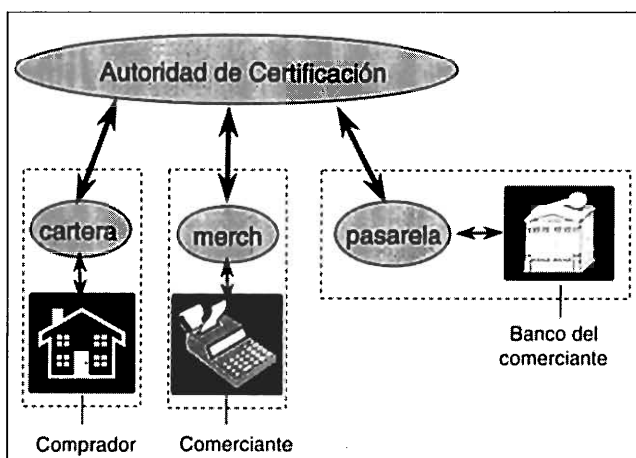 Autoridad de Certificación
cartera
merch
pasarela
Banco del
comerciante
Comprador
Comerciante